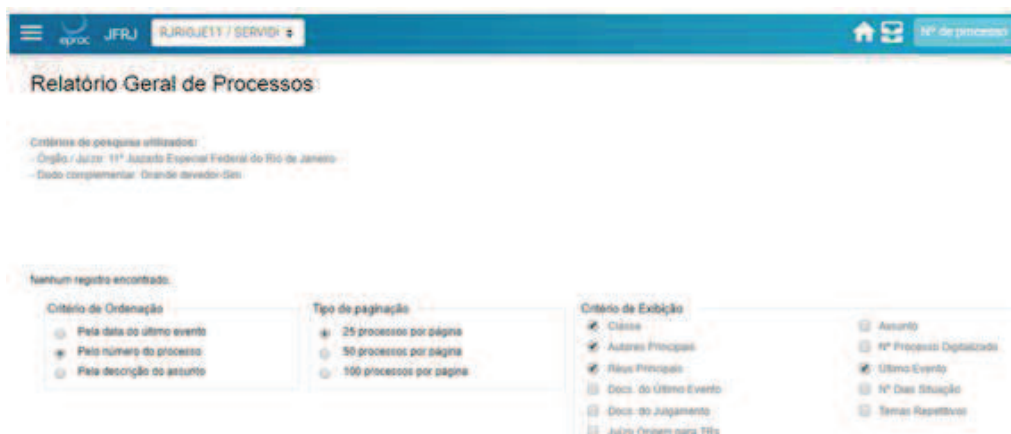 eproc JFRJ RJRIOJE11 / SERVIDI Nº de processo
Relatório Geral de Processos
Critérios de pesquisa utilizados:
- Órgão / Juízo: 11º Juizado Especial Federal do Rio de Janeiro
- Dado complementar: Grande devedor-Sim
Nenhum registro encontrado.
Critério de Ordenação
Pela data do último evento
Pelo número do processo
Pela descrição do assunto
Tipo de paginação
25 processos por página
50 processos por página
100 processos por página
Critério de Exibição
Classe
Autores Principais
Réus Principais
Docs. do Último Evento
Docs. do Julgamento
Juízo Origem para TRs
Assunto
Nº Processo Digitalizado
Último Evento
Nº Dias Situação
Temas Repetitivos